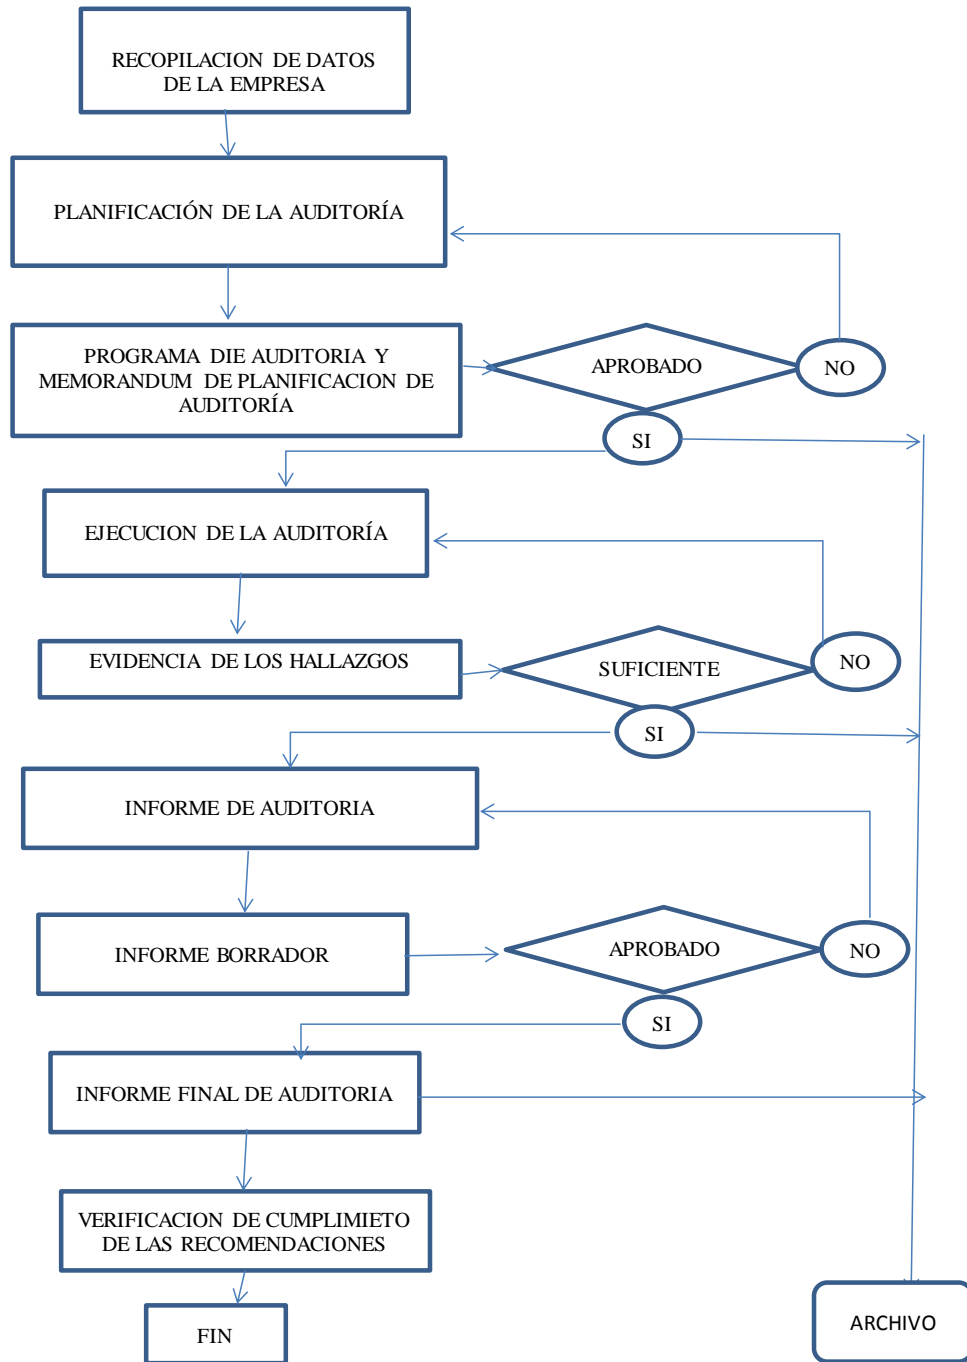 RECOPILACION DE DATOS
DE LA EMPRESA
PLANIFICACIÓN DE LA AUDITORÍA
PROGRAMA DIE AUDITORIA Y
MEMORANDUM DE PLANIFICACION DE
AUDITORÍA
APROBADO
NO
SI
EJECUCION DE LA AUDITORÍA
EVIDENCIA DE LOS HALLAZGOS
SUFICIENTE
NO
SI
INFORME DE AUDITORIA
INFORME BORRADOR
APROBADO
NO
SI
INFORME FINAL DE AUDITORIA
VERIFICACION DE CUMPLIMIETO
DE LAS RECOMENDACIONES
FIN
ARCHIVO